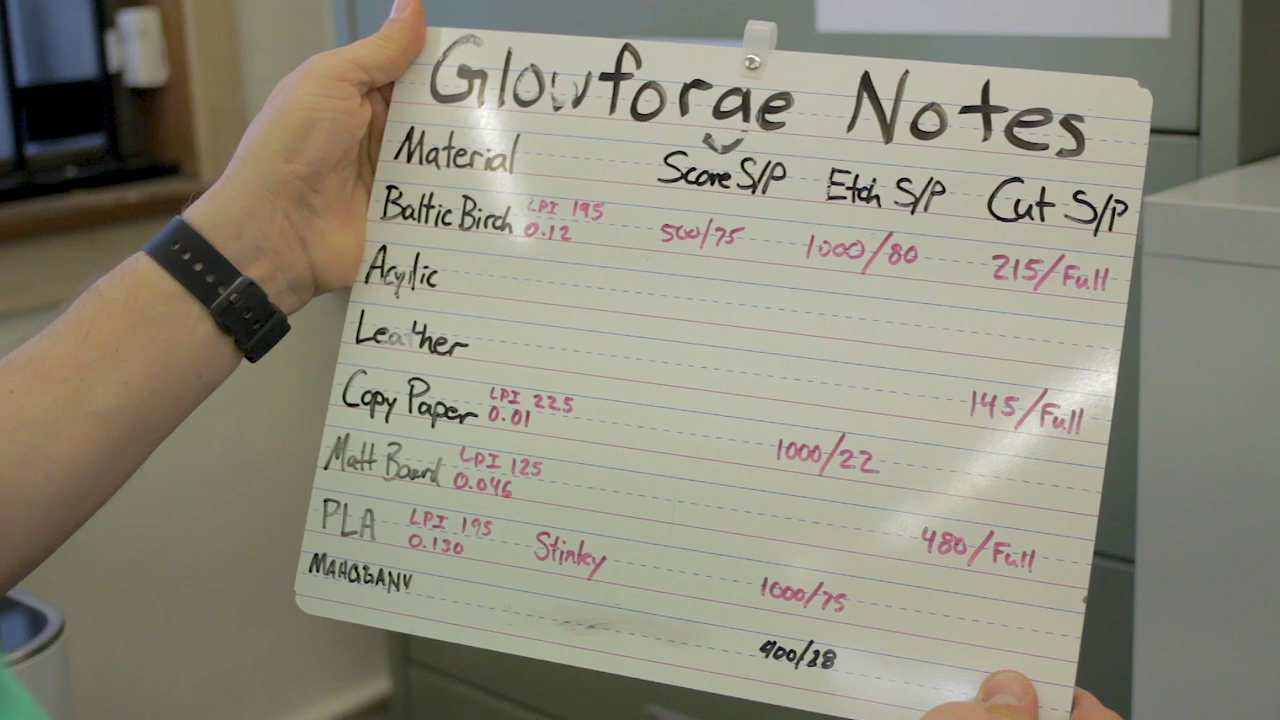 Glowforge Notes
Material Score S/P Etch S/P Cut S/P
Baltic Birch LPI 195 0.12 500/75 1000/80 215/Full
Acrylic
Leather 145/Full
Copy Paper LPI 225 0.01 1000/22
Matt Board LPI 125 0.046 480/Full
PLA LPI 195 0.130 Stinky 1000/75
MAHOGANY